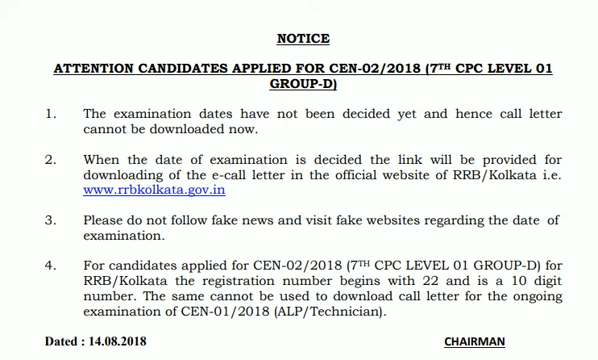 NOTICE
ATTENTION CANDIDATES APPLIED FOR CEN-02/2018 (7TH CPC LEVEL 01
GROUP-D)
1. The examination dates have not been decided yet and hence call letter
cannot be downloaded now.
2. When the date of examination is decided the link will be provided for
downloading of the e-call letter in the official website of RRB/Kolkata i.e.
www.rrbkolkata.gov.in
3. Please do not follow fake news and visit fake websites regarding the date of
examination.
4. For candidates applied for CEN-02/2018 (7TH CPC LEVEL 01 GROUP-D) for
RRB/Kolkata the registration number begins with 22 and is a 10 digit
number. The same cannot be used to download call letter for the ongoing
examination of CEN-01/2018 (ALP/Technician).
Dated : 14.08.2018 CHAIRMAN